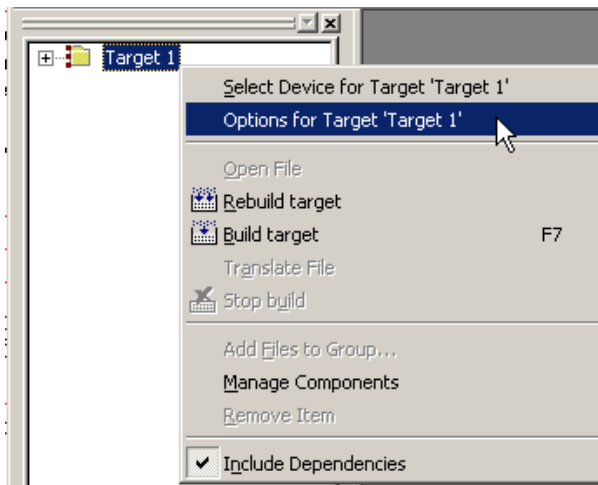 Target 1
Select Device for Target 'Target 1'
Options for Target 'Target 1'
Open File
Rebuild target
Build target F7
Translate File
Stop build
Add Files to Group...
Manage Components
Remove Item
Include Dependencies